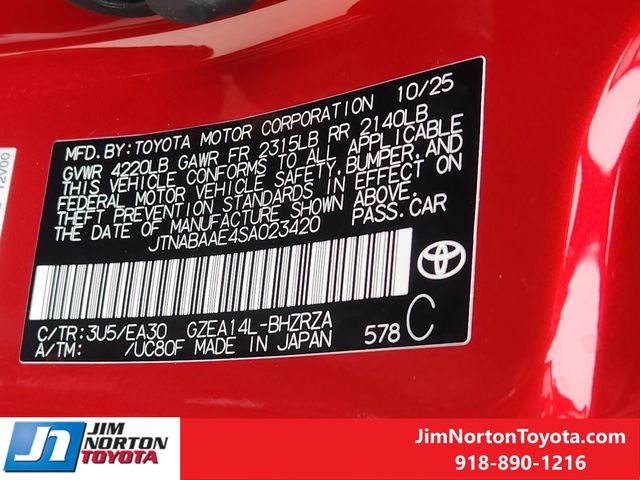 MFD.BY:TOYOTA MOTOR CORPORATION 10/25
GVWR 4220LB GAWR FR 2315LB RR 2140LB
THIS VEHICLE CONFORMS TO ALL APPLICABLE
FEDERAL MOTOR VEHICLE SAFETY,BUMPER,AND
THEFT PREVENTION STANDARDS IN EFFECT ON
THE DATE OF MANUFACTURE SHOWN ABOVE.
JTNABAAE4SA023420 PASS.CAR
C/TR:3U5/EA30 GZEA14L-BHZRZA
A/TM: /UC80F MADE IN JAPAN 578 C
12V00
JIM
NORTON
TOYOTA
JimNortonToyota.com
918-890-1216